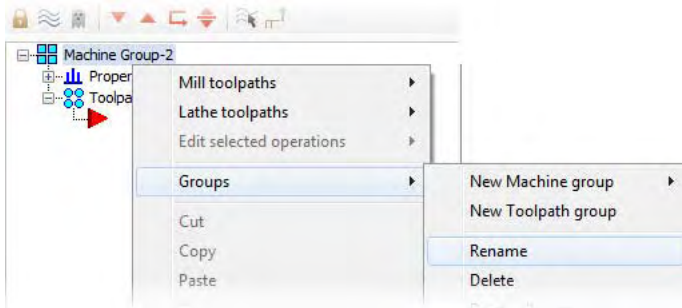 Machine Group-2
Proper
Toolpa
Mill toolpaths
Lathe toolpaths
Edit selected operations
Groups
Cut
Copy
Paste
New Machine group
New Toolpath group
Rename
Delete